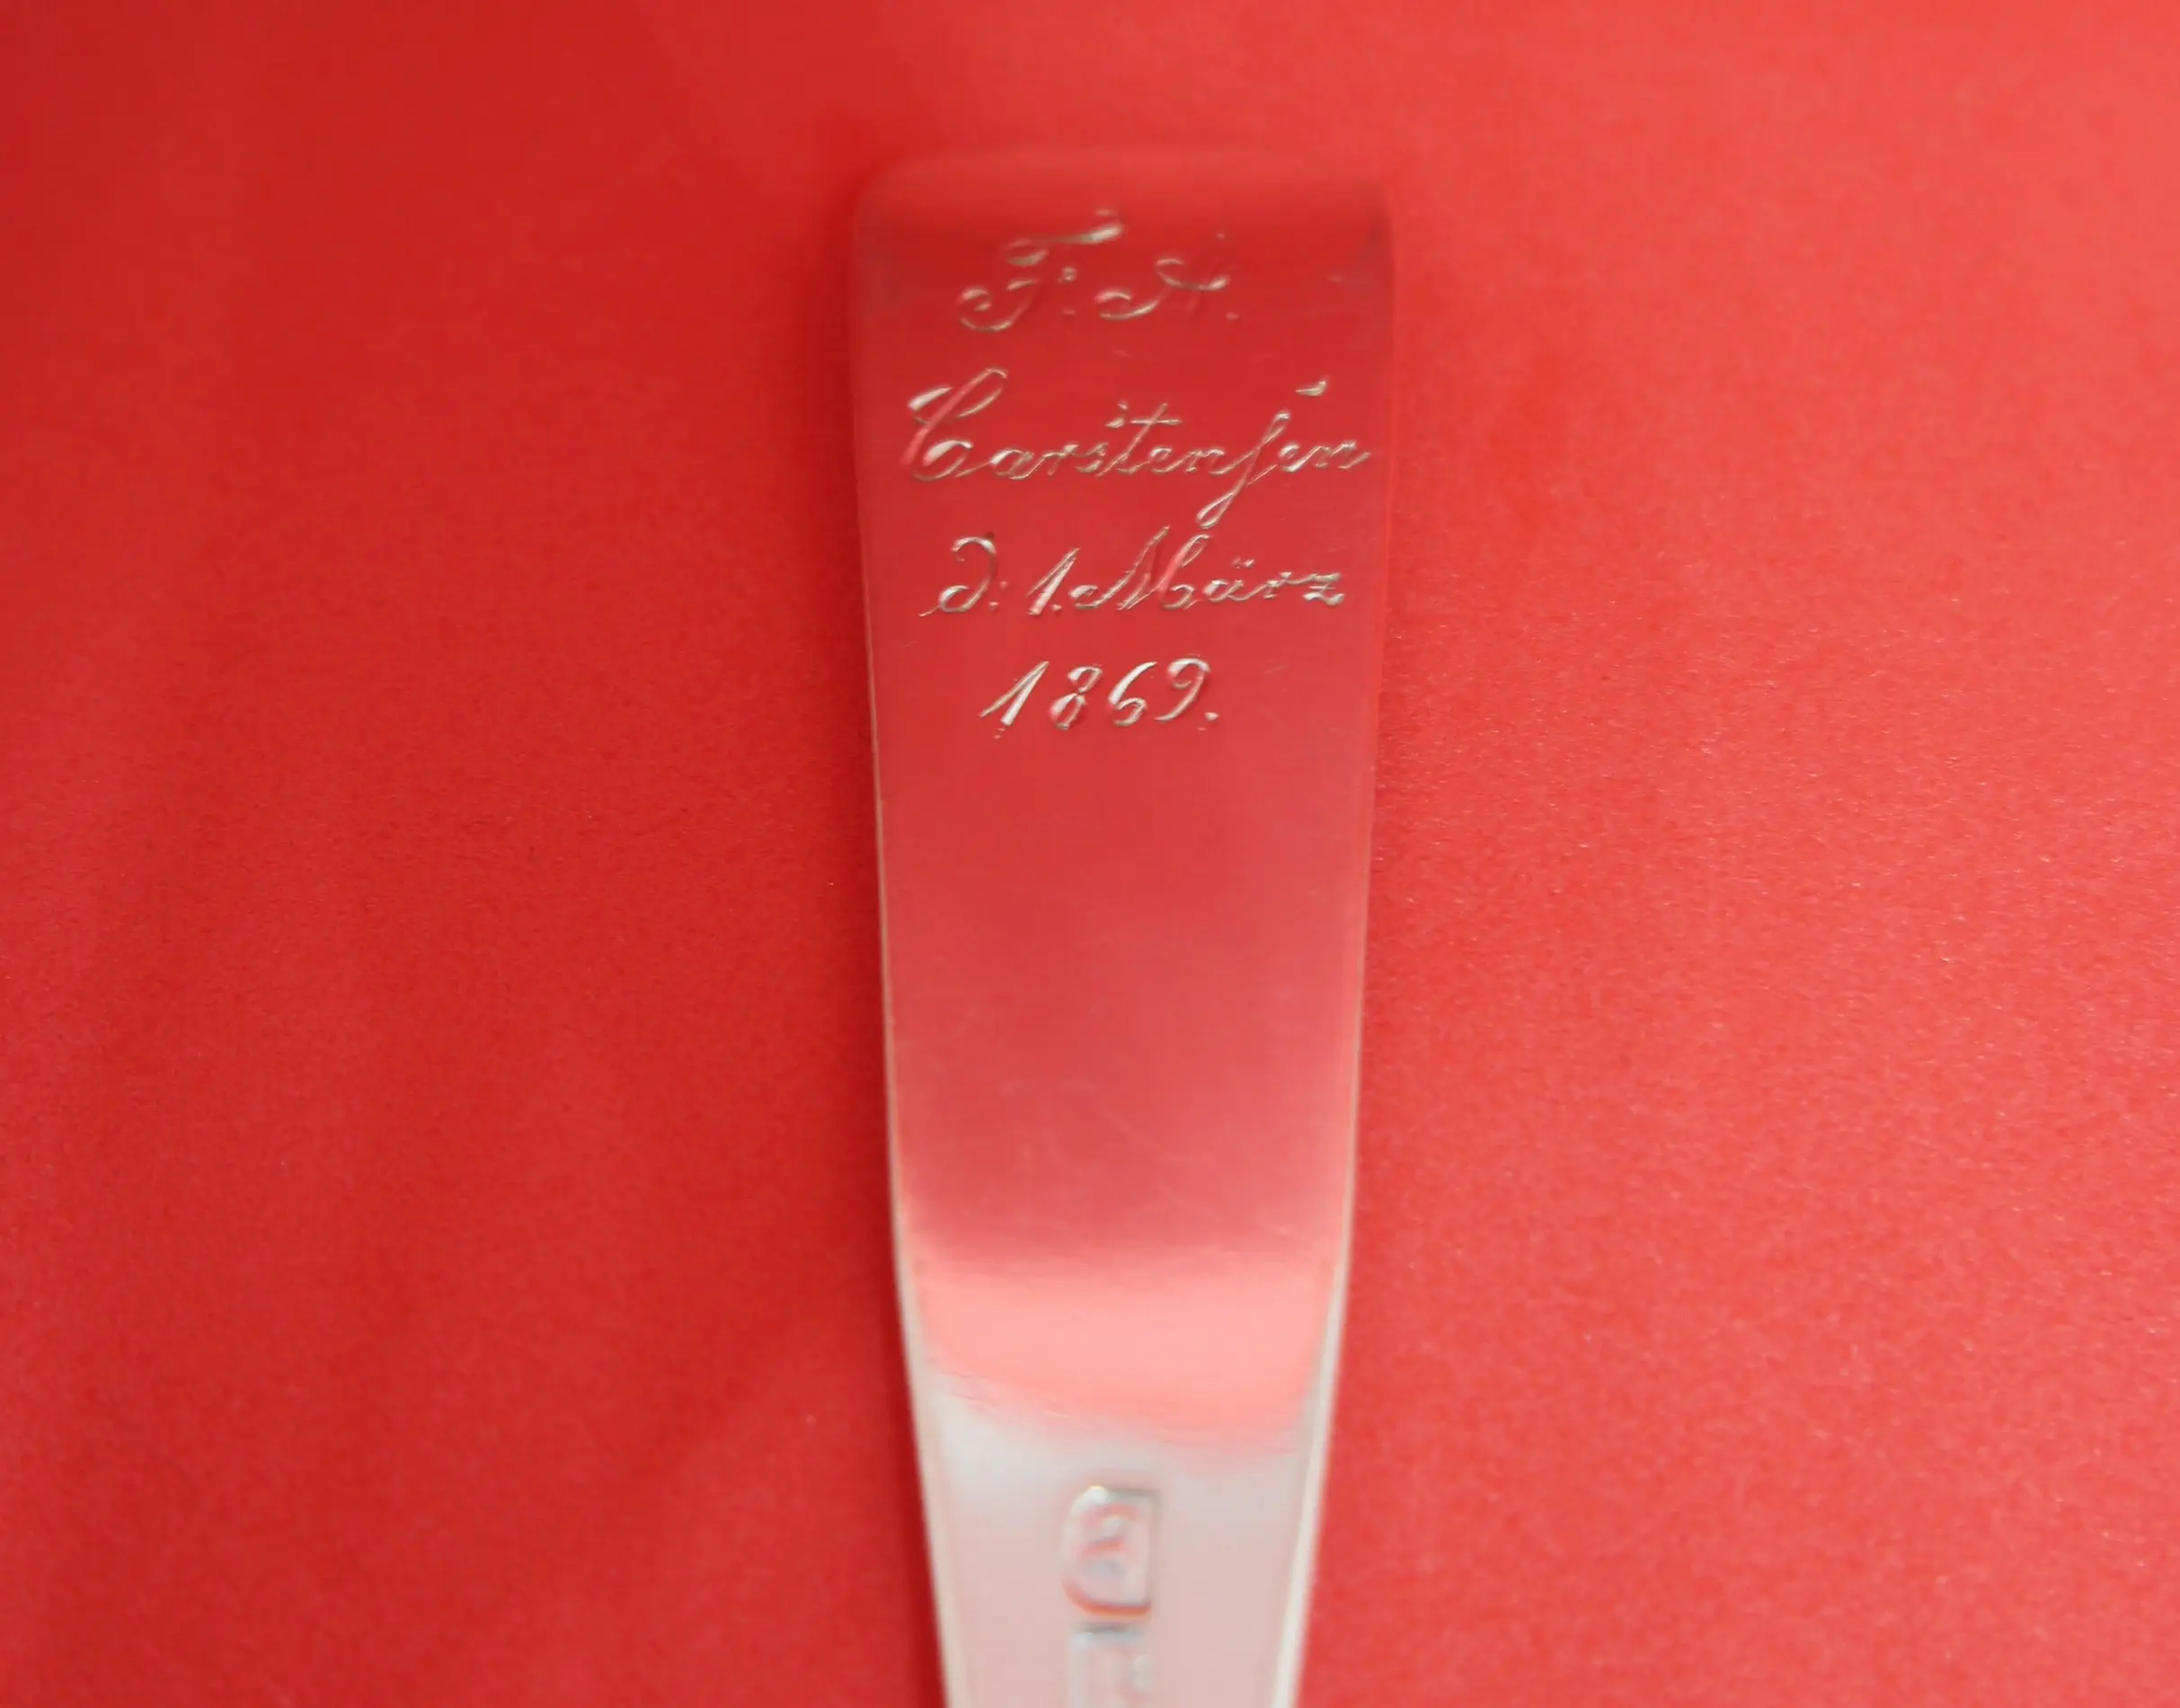 F. A.
Carstensen
d: 1. März
1869.